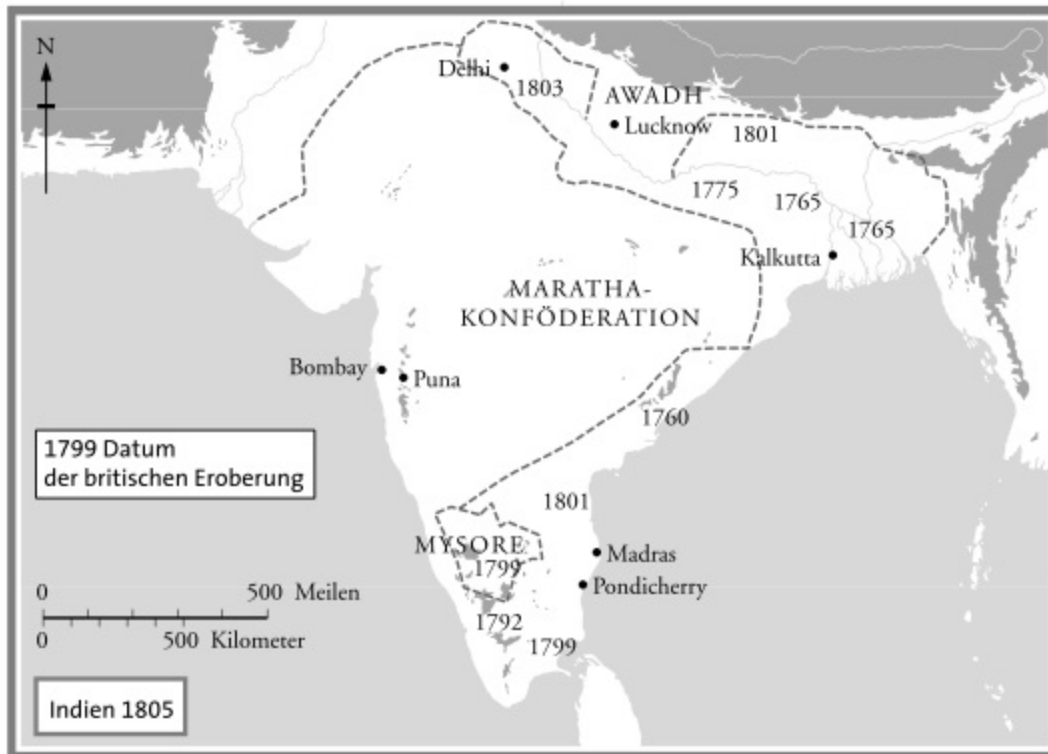 N
Delhi
1803
AWADH
Lucknow
1801
1775
1765
1765
Kalkutta
MARATHA-
KONFÖDERATION
Bombay
Puna
1760
1799 Datum
der britischen Eroberung
1801
MYSORE
1799
Madras
Pondicherry
0 500 Meilen
0 500 Kilometer
1792
1799
Indien 1805